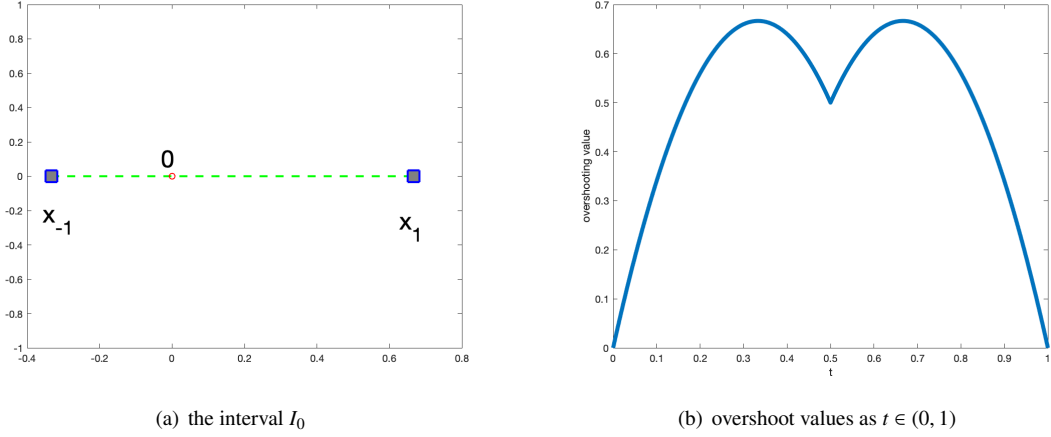 1
0.8
0.6
0.4
0.2
0
-0.2
-0.4
-0.6
-0.8
-1
-0.4 -0.2 0 0.2 0.4 0.6 0.8
0
x_{-1}
x_1
(a) the interval I_0
0.7
0.6
0.5
0.4
0.3
0.2
0.1
0
0 0.1 0.2 0.3 0.4 0.5 0.6 0.7 0.8 0.9 1
overshooting value
t
(b) overshoot values as t ∈ (0, 1)